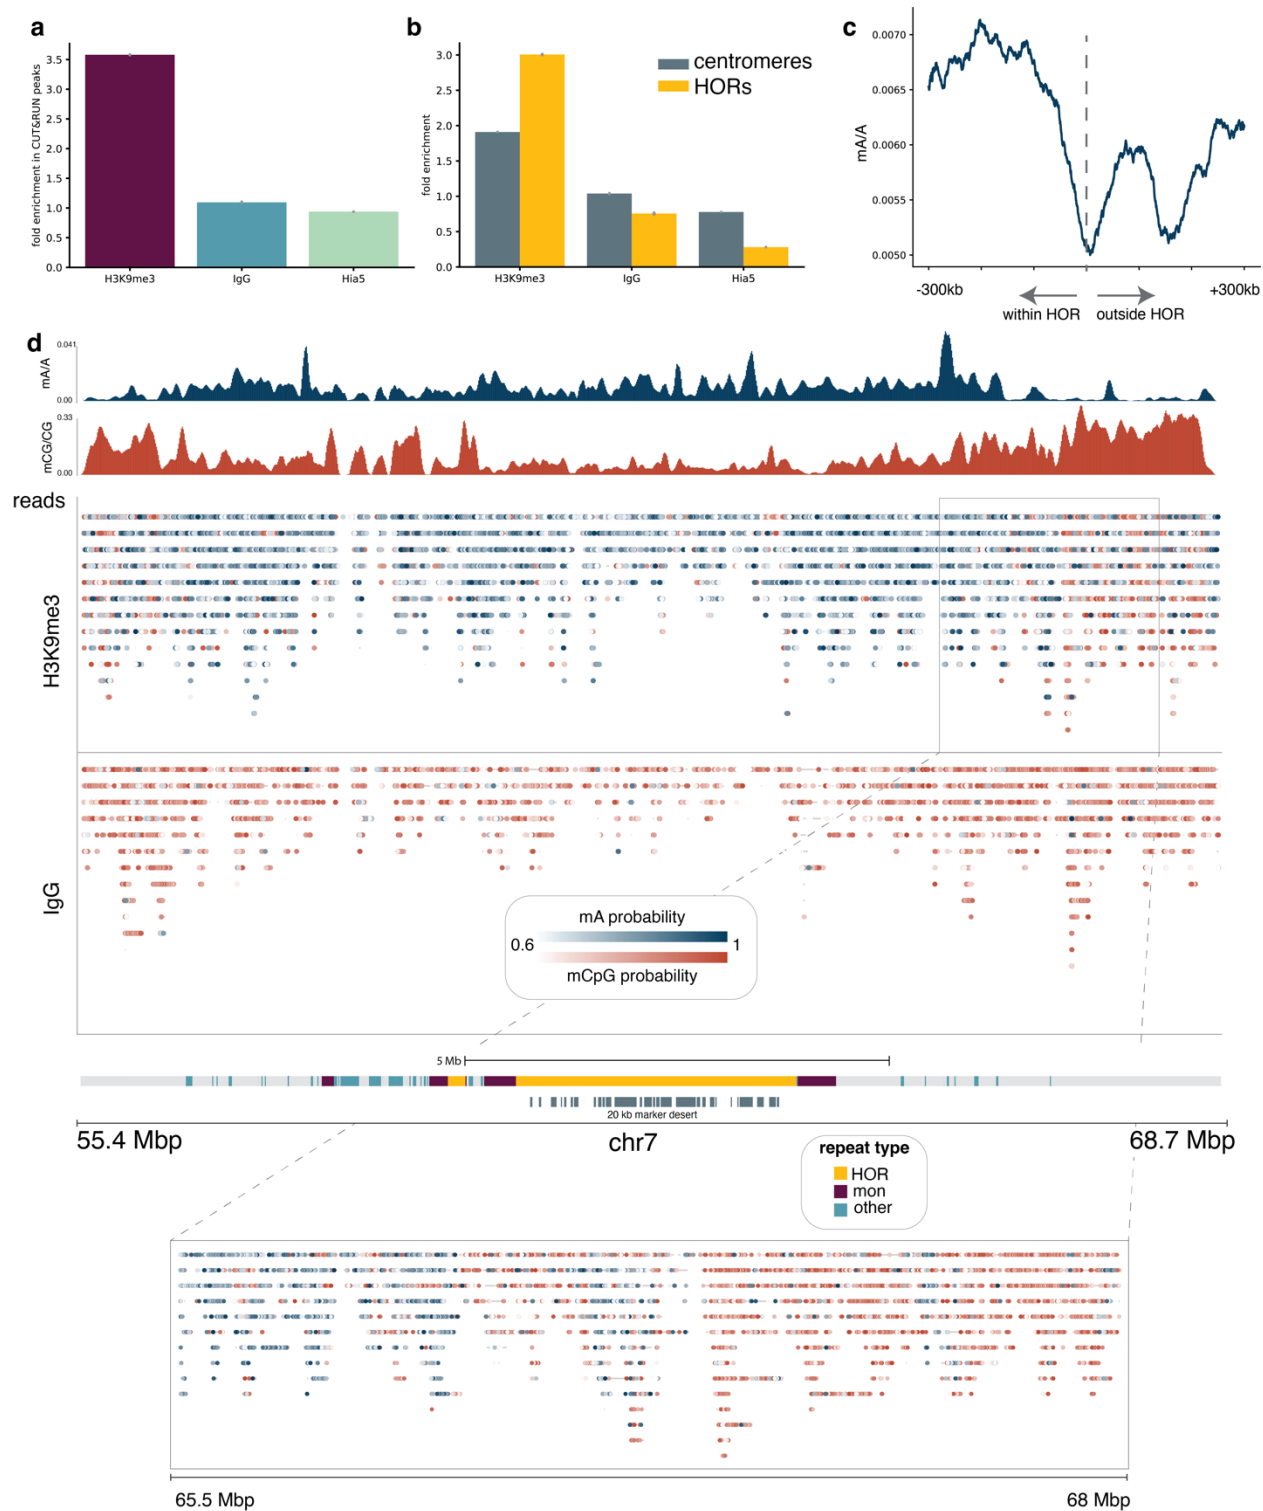 a
fold enrichment in CUT&RUN peaks
3.5
3.0
2.5
2.0
1.5
1.0
0.5
0.0
H3K9me3 IgG Hia5
b
fold enrichment
3.0
2.5
2.0
1.5
1.0
0.5
0.0
H3K9me3 IgG Hia5
centromeres
HORs
c
mA/A
0.0070
0.0065
0.0060
0.0055
0.0050
-300kb +300kb
within HOR outside HOR
d
0.041
mA/A
0.00
0.33
mCG/CG
0.00
reads
H3K9me3
IgG
mA probability
0.6 1
mCpG probability
5 Mb
20 kb marker desert
55.4 Mbp chr7 68.7 Mbp
repeat type
HOR
mon
other
65.5 Mbp 68 Mbp